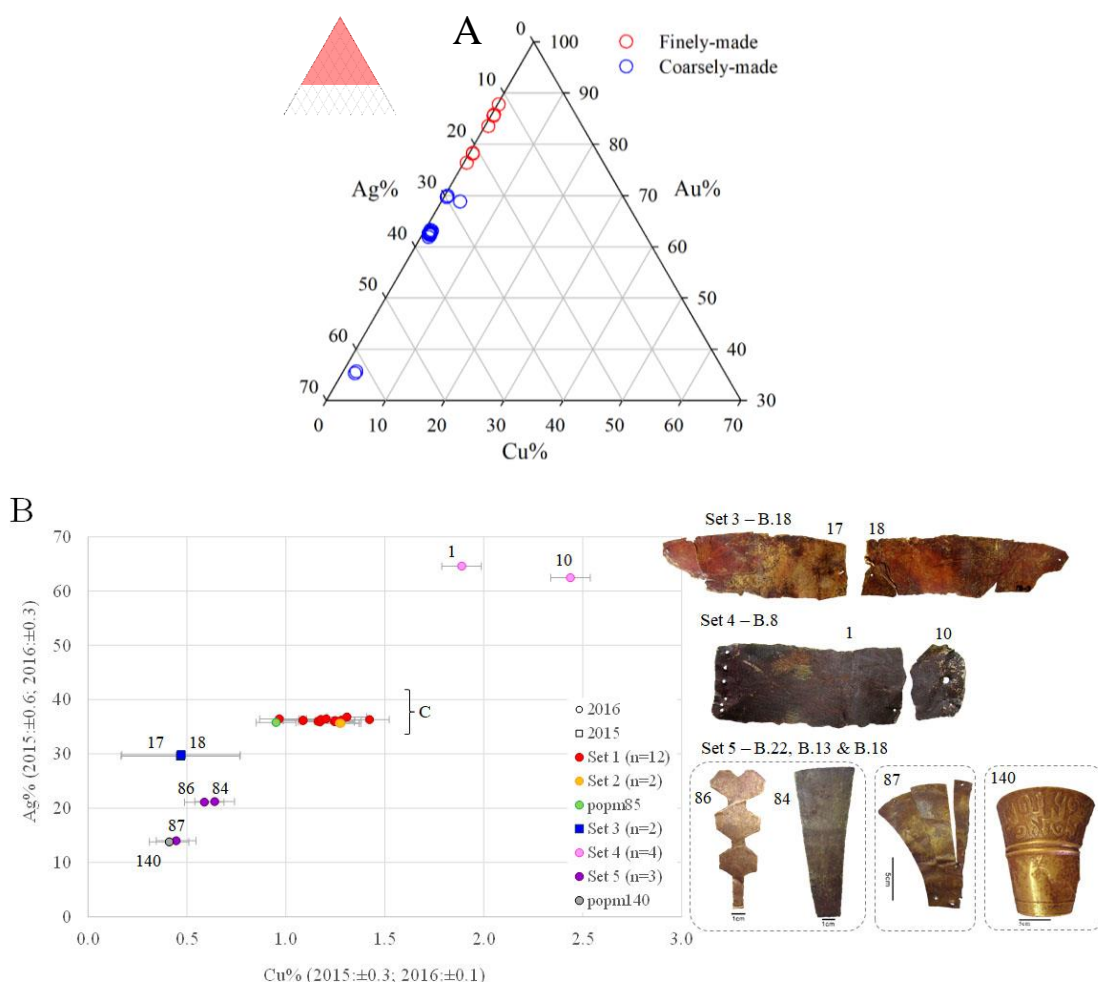 A
Finely-made
Coarsely-made
0
10
20
30
40
50
60
70
Ag%
100
90
80
70
60
50
40
30
Au%
0
10
20
30
40
50
60
70
Cu%
B
70
60
50
40
30
20
10
0
Ag% (2015:±0.6; 2016:±0.3)
1
10
C
17
18
86
84
87
140
2016
2015
Set 1 (n=12)
Set 2 (n=2)
popm85
Set 3 (n=2)
Set 4 (n=4)
Set 5 (n=3)
popm140
0.0
0.5
1.0
1.5
2.0
2.5
3.0
Cu% (2015:±0.3; 2016:±0.1)
Set 3 – B.18
17
18
Set 4 – B.8
1
10
Set 5 – B.22, B.13 & B.18
86
84
87
140
1cm
1cm
5cm